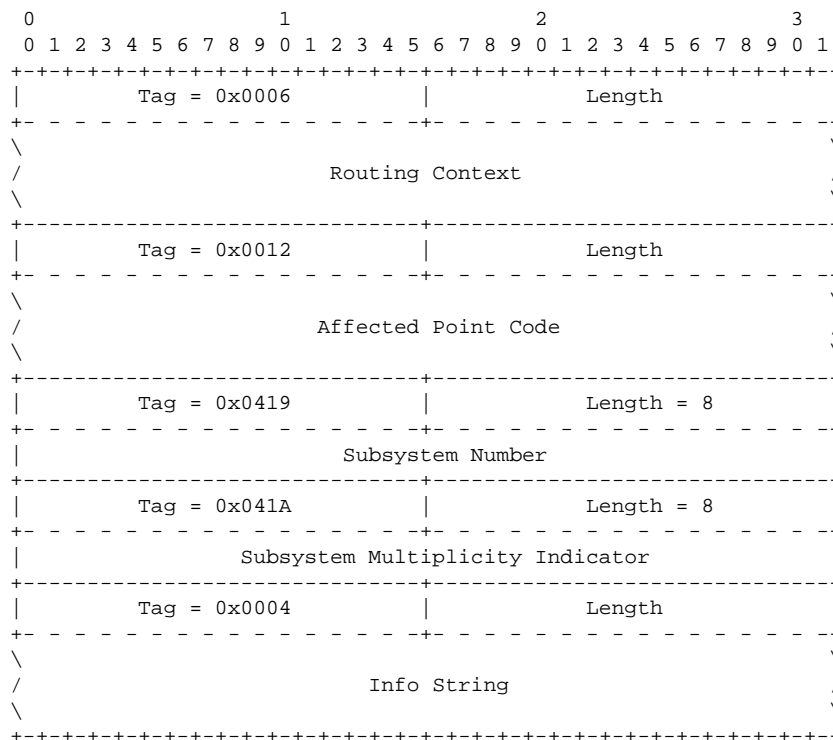 0                   1                   2                   3
 0 1 2 3 4 5 6 7 8 9 0 1 2 3 4 5 6 7 8 9 0 1 2 3 4 5 6 7 8 9 0 1
+-+-+-+-+-+-+-+-+-+-+-+-+-+-+-+-+-+-+-+-+-+-+-+-+-+-+-+-+-+-+-+-
|         Tag = 0x0006          |            Length
+- - - - - - - - - - - - - - - -+- - - - - - - - - - - - - - - --
\                                                               \
/                        Routing Context                        .
\                                                               \
+-------------------------------+--------------------------------
|         Tag = 0x0012          |            Length
+- - - - - - - - - - - - - - - -+- - - - - - - - - - - - - - - --
\                                                               \
/                       Affected Point Code                     .
\                                                               \
+-------------------------------+--------------------------------
|         Tag = 0x0419          |            Length = 8
+- - - - - - - - - - - - - - - -+- - - - - - - - - - - - - - - --
|                         Subsystem Number
+-------------------------------+--------------------------------
|         Tag = 0x041A          |            Length = 8
+- - - - - - - - - - - - - - - -+- - - - - - - - - - - - - - - --
|                 Subsystem Multiplicity Indicator
+-------------------------------+--------------------------------
|         Tag = 0x0004          |            Length
+- - - - - - - - - - - - - - - -+- - - - - - - - - - - - - - - --
\                                                               \
/                           Info String                         .
\                                                               \
+-+-+-+-+-+-+-+-+-+-+-+-+-+-+-+-+-+-+-+-+-+-+-+-+-+-+-+-+-+-+-+-